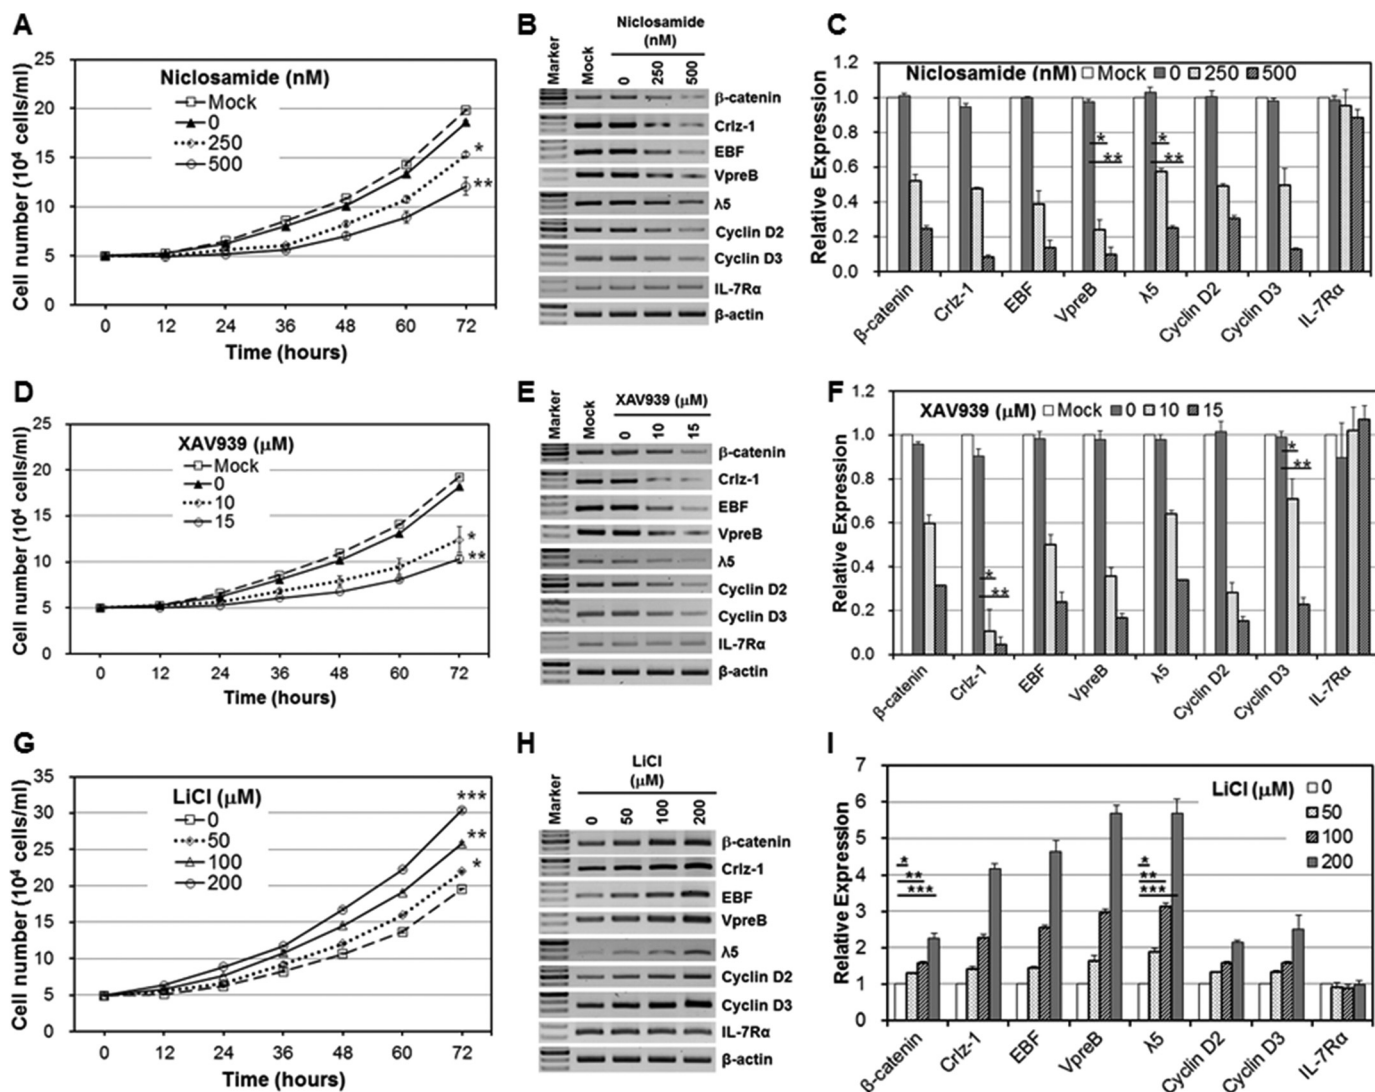 A
Niclosamide (nM)
Mock
0
250
500
Cell number (10⁴ cells/ml)
25
20
15
10
5
0
*
**
0 12 24 36 48 60 72
Time (hours)
B
Niclosamide
(nM)
Marker Mock 0 250 500
β-catenin
Crlz-1
EBF
VpreB
λ5
Cyclin D2
Cyclin D3
IL-7Rα
β-actin
C
Niclosamide (nM) Mock 0 250 500
Relative Expression
1.2
1.0
0.8
0.6
0.4
0.2
0.0
* *
** **
β-catenin Crlz-1 EBF VpreB λ5 Cyclin D2 Cyclin D3 IL-7Rα
D
XAV939 (μM)
Mock
0
10
15
Cell number (10⁴ cells/ml)
25
20
15
10
5
0
*
**
0 12 24 36 48 60 72
Time (hours)
E
XAV939 (μM)
Marker Mock 0 10 15
β-catenin
Crlz-1
EBF
VpreB
λ5
Cyclin D2
Cyclin D3
IL-7Rα
β-actin
F
XAV939 (μM) Mock 0 10 15
Relative Expression
1.2
1.0
0.8
0.6
0.4
0.2
0.0
* *
** **
β-catenin Crlz-1 EBF VpreB λ5 Cyclin D2 Cyclin D3 IL-7Rα
G
LiCl (μM)
0
50
100
200
Cell number (10⁴ cells/ml)
35
30
25
20
15
10
5
0
***
**
*
0 12 24 36 48 60 72
Time (hours)
H
LiCl
(μM)
Marker 0 50 100 200
β-catenin
Crlz-1
EBF
VpreB
λ5
Cyclin D2
Cyclin D3
IL-7Rα
β-actin
I
LiCl (μM)
0
50
100
200
Relative Expression
7
6
5
4
3
2
1
0
* *
** **
*** ***
β-catenin Crlz-1 EBF VpreB λ5 Cyclin D2 Cyclin D3 IL-7Rα